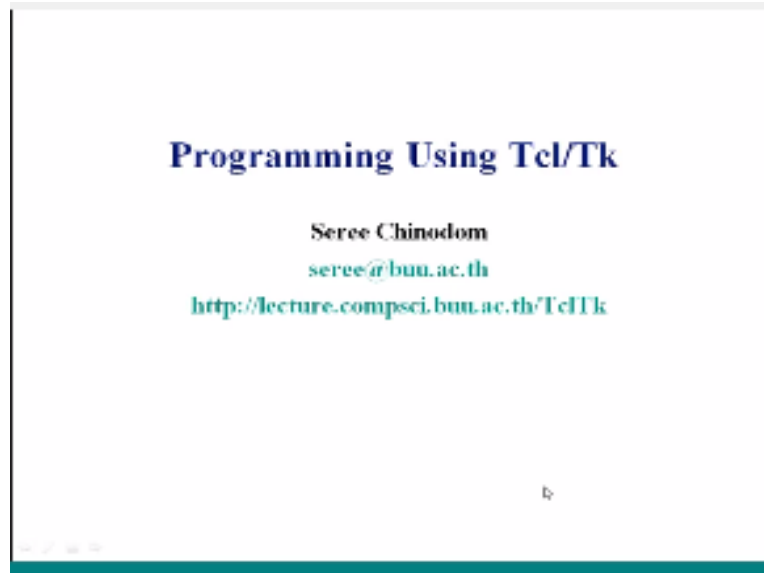 Programming Using Tcl/Tk
Seree Chinodom
seree@buu.ac.th
http://lecture.compsci.buu.ac.th/TclTk